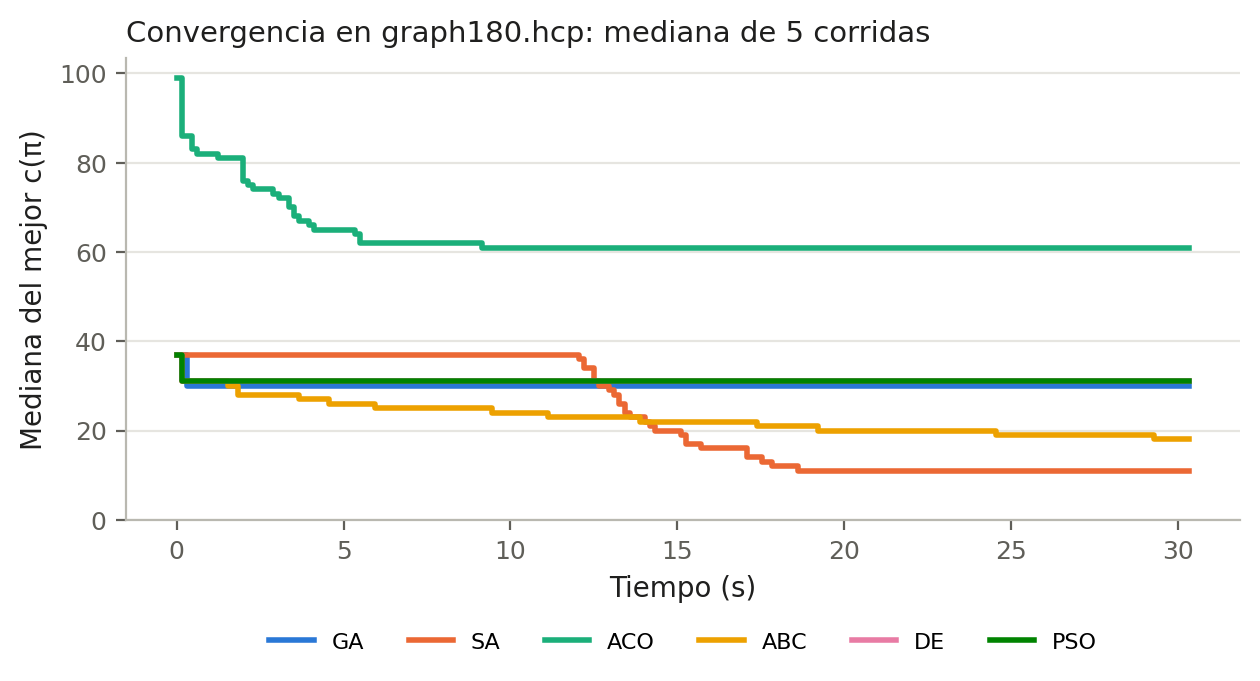 Convergencia en graph180.hcp: mediana de 5 corridas
Mediana del mejor c(π)
100
80
60
40
20
0
0 5 10 15 20 25 30
Tiempo (s)
GA SA ACO ABC DE PSO